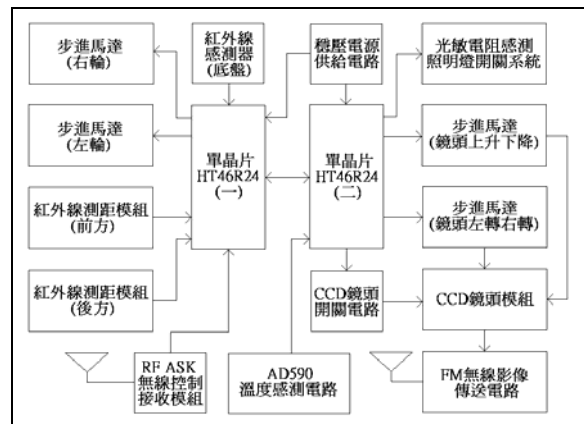 步進馬達
(右輪)
紅外線
感測器
(底盤)
穩壓電源
供給電路
光敏電阻感測
照明燈開關系統
步進馬達
(左輪)
單晶片
HT46R24
(一)
單晶片
HT46R24
(二)
步進馬達
(鏡頭上升下降)
紅外線測距模組
(前方)
步進馬達
(鏡頭左轉右轉)
紅外線測距模組
(後方)
CCD鏡頭
開關電路
CCD鏡頭模組
RF ASK
無線控制
接收模組
AD590
溫度感測電路
FM無線影像
傳送電路